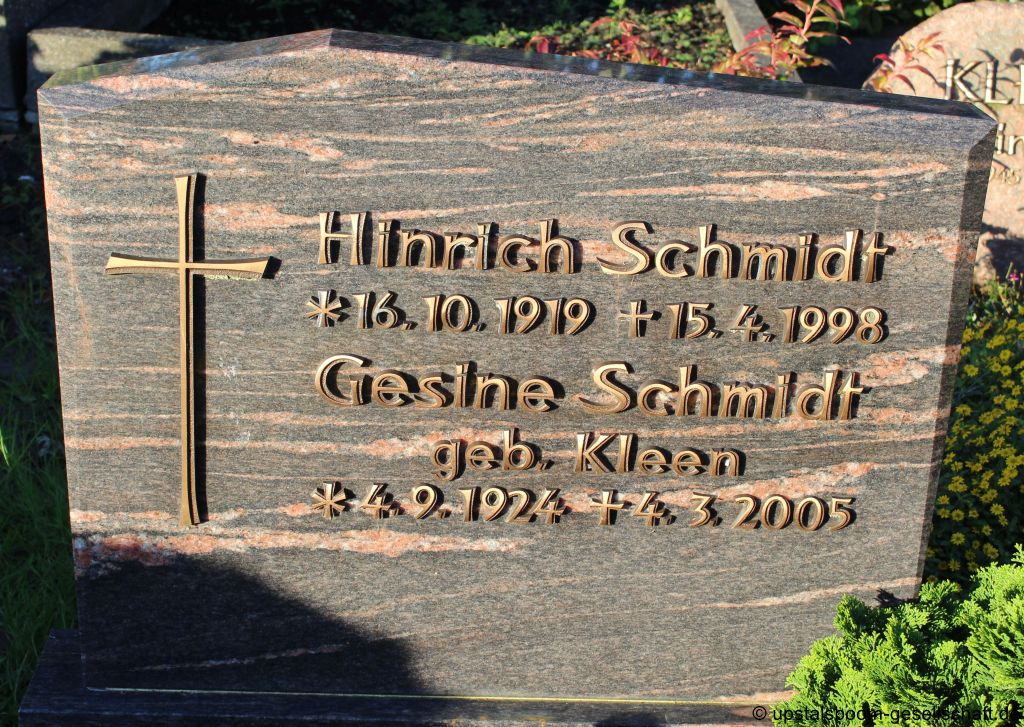 Hinrich Schmidt
* 16. 10. 1919 † 15. 4. 1998
Gesine Schmidt
geb. Kleen
* 4. 9. 1924 † 4. 3. 2005
© upstalsboom-gesellschaft.de